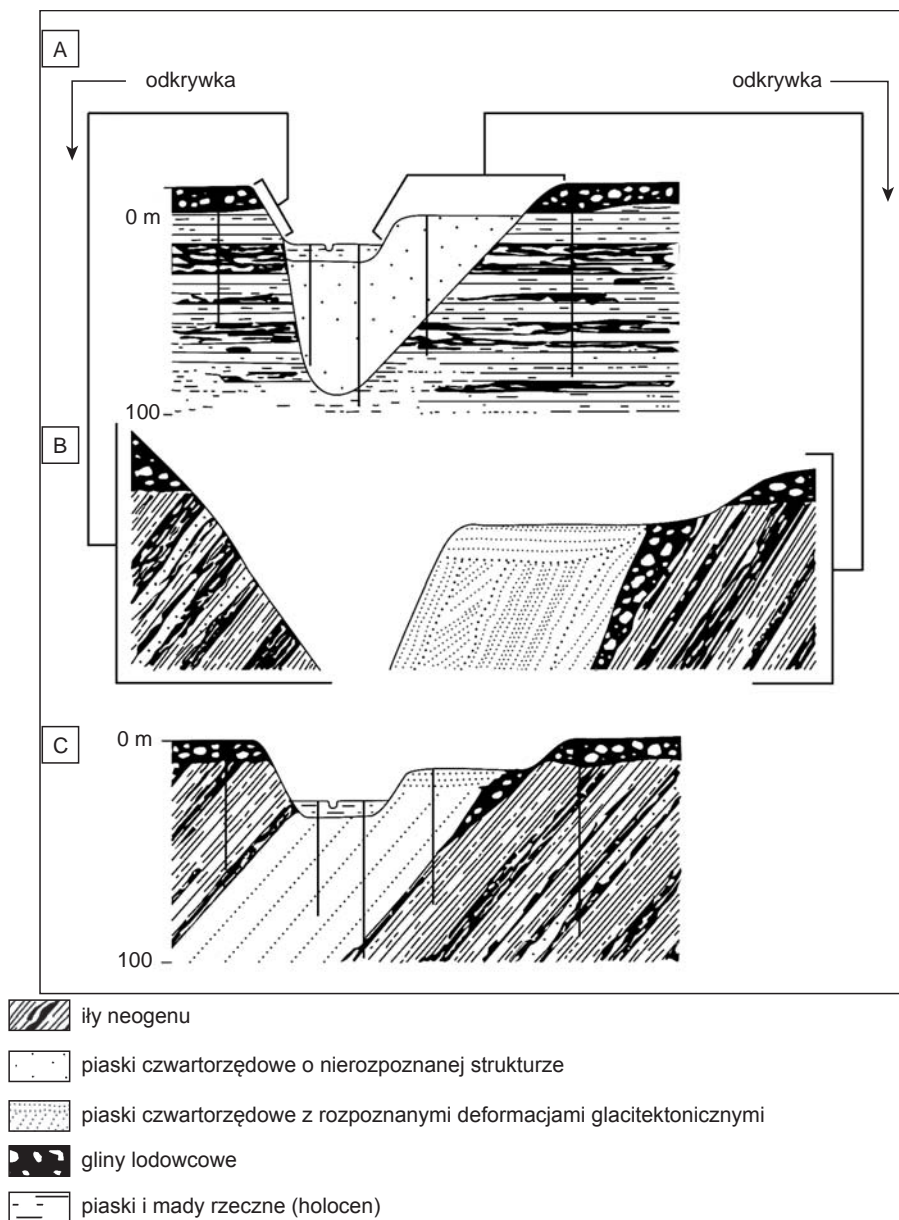 A
odkrywka
odkrywka
0 m
100
B
C
0 m
100
iły neogenu
piaski czwartorzędowe o nierozpoznanej strukturze
piaski czwartorzędowe z rozpoznanymi deformacjami glacitektonicznymi
gliny lodowcowe
piaski i mady rzeczne (holocen)